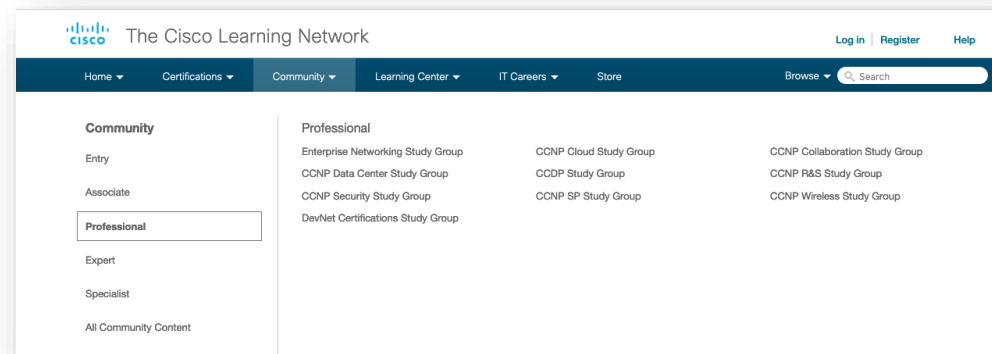 CISCO The Cisco Learning Network
Log in | Register Help
Home Certifications Community Learning Center IT Careers Store Browse Search
Community
Entry
Associate
Professional
Expert
Specialist
All Community Content
Professional
Enterprise Networking Study Group CCNP Cloud Study Group CCNP Collaboration Study Group
CCNP Data Center Study Group CCDP Study Group CCNP R&S Study Group
CCNP Security Study Group CCNP SP Study Group CCNP Wireless Study Group
DevNet Certifications Study Group